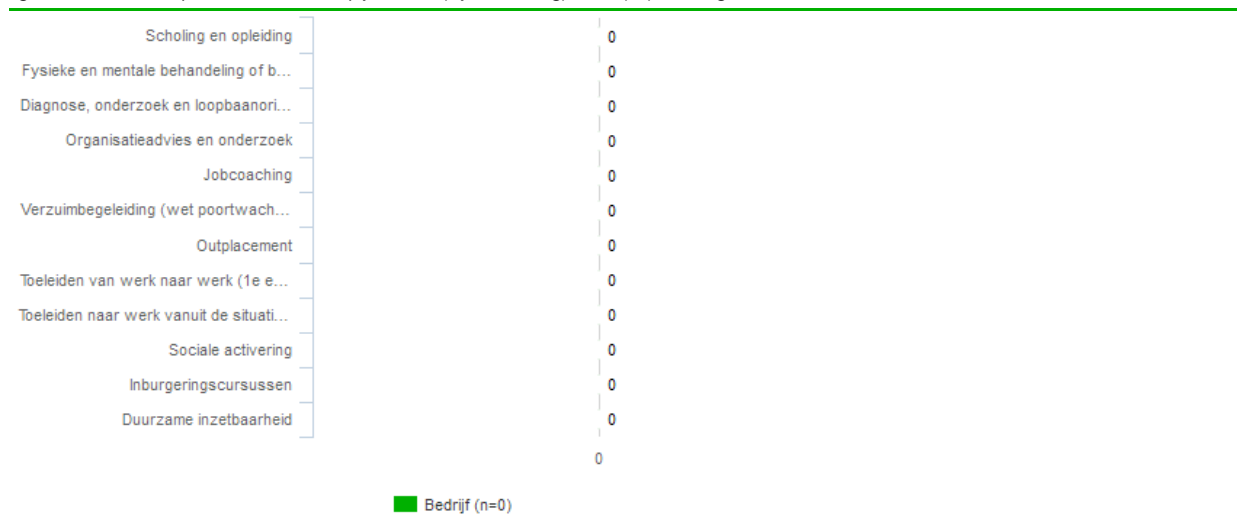 Scholing en opleiding 0
Fysieke en mentale behandeling of b... 0
Diagnose, onderzoek en loopbaanori... 0
Organisatieadvies en onderzoek 0
Jobcoaching 0
Verzuimbegeleiding (wet poortwach... 0
Outplacement 0
Toeleiden van werk naar werk (1e e... 0
Toeleiden naar werk vanuit de situati... 0
Sociale activering 0
Inburgeringscursussen 0
Duurzame inzetbaarheid 0
0
Bedrijf (n=0)